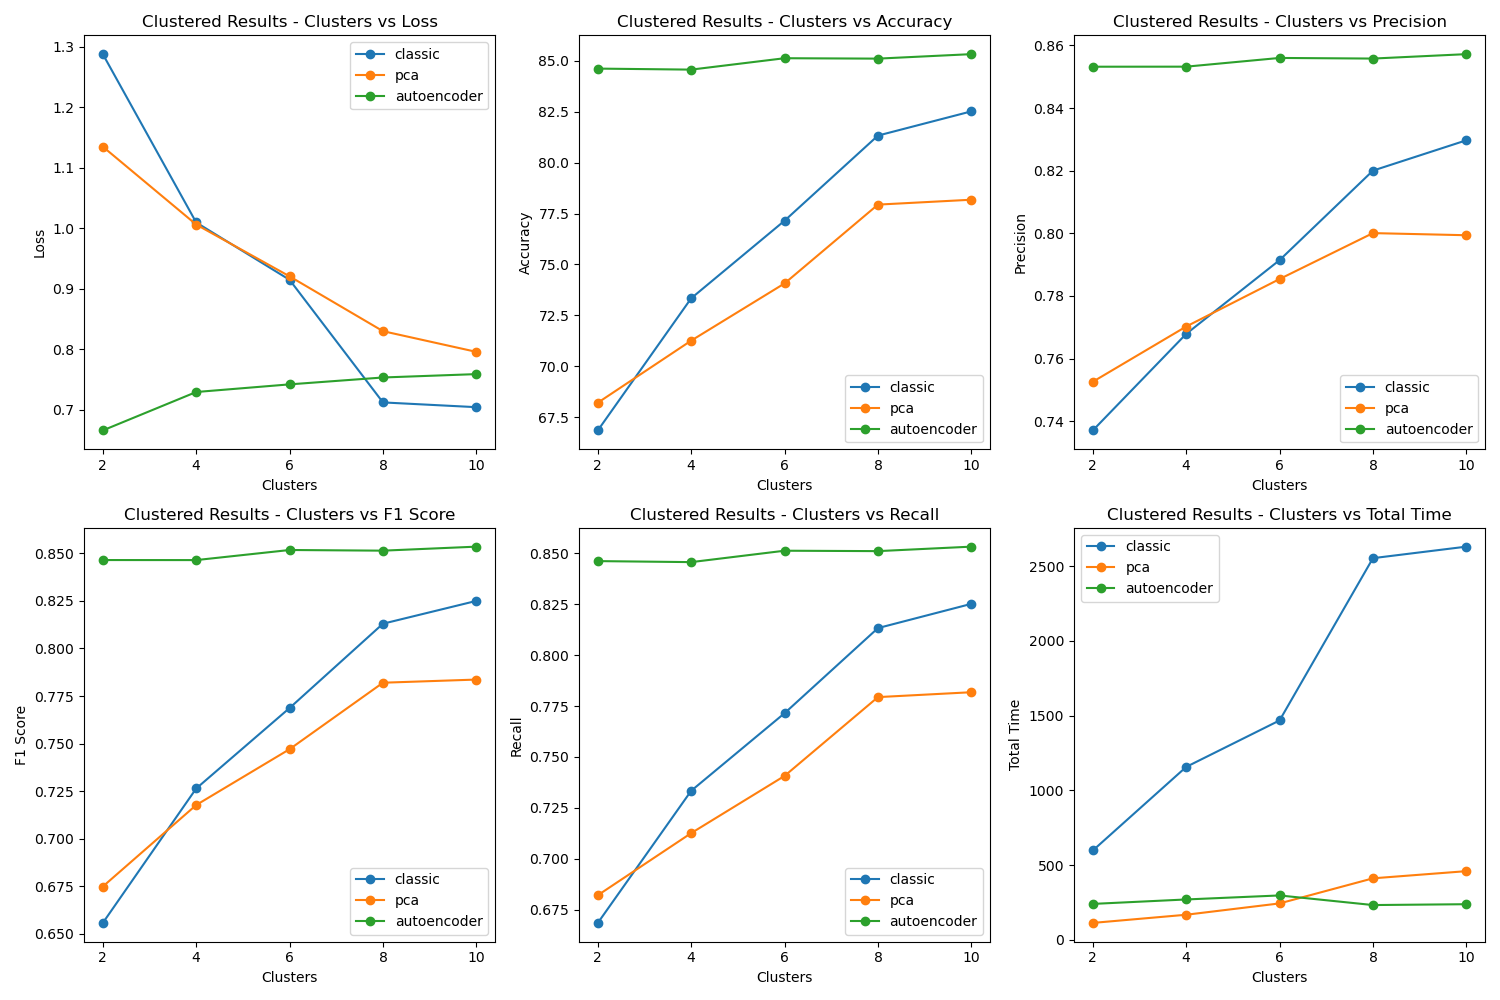 Clustered Results - Clusters vs Loss
1.3
1.2
1.1
1.0
0.9
0.8
0.7
Loss
2 4 6 8 10
Clusters
classic
pca
autoencoder
Clustered Results - Clusters vs Accuracy
85.0
82.5
80.0
77.5
75.0
72.5
70.0
67.5
Accuracy
2 4 6 8 10
Clusters
classic
pca
autoencoder
Clustered Results - Clusters vs Precision
0.86
0.84
0.82
0.80
0.78
0.76
0.74
Precision
2 4 6 8 10
Clusters
classic
pca
autoencoder
Clustered Results - Clusters vs F1 Score
0.850
0.825
0.800
0.775
0.750
0.725
0.700
0.675
0.650
F1 Score
2 4 6 8 10
Clusters
classic
pca
autoencoder
Clustered Results - Clusters vs Recall
0.850
0.825
0.800
0.775
0.750
0.725
0.700
0.675
Recall
2 4 6 8 10
Clusters
classic
pca
autoencoder
Clustered Results - Clusters vs Total Time
2500
2000
1500
1000
500
0
Total Time
2 4 6 8 10
Clusters
classic
pca
autoencoder